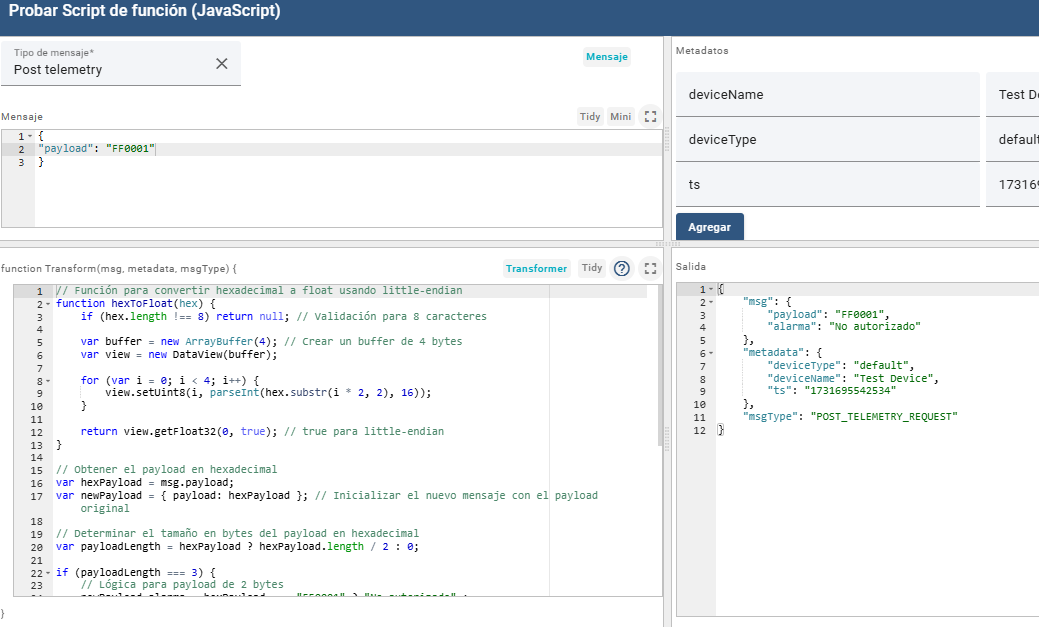 Probar Script de función (JavaScript)
Tipo de mensaje*
Post telemetry
Mensaje
Mensaje
Tidy
Mini
1 {
2 "payload": "FF0001"
3 }
Metadatos
deviceName
Test De
deviceType
default
ts
173169
Agregar
function Transform(msg, metadata, msgType) {
Transformer
Tidy
?
1 // Función para convertir hexadecimal a float usando little-endian
2 function hexToFloat(hex) {
3 if (hex.length !== 8) return null; // Validación para 8 caracteres
4
5 var buffer = new ArrayBuffer(4); // Crear un buffer de 4 bytes
6 var view = new DataView(buffer);
7
8 for (var i = 0; i < 4; i++) {
9 view.setUint8(i, parseInt(hex.substr(i * 2, 2), 16));
10 }
11
12 return view.getFloat32(0, true); // true para little-endian
13 }
14
15 // Obtener el payload en hexadecimal
16 var hexPayload = msg.payload;
17 var newPayload = { payload: hexPayload }; // Inicializar el nuevo mensaje con el payload
original
18
19 // Determinar el tamaño en bytes del payload en hexadecimal
20 var payloadLength = hexPayload ? hexPayload.length / 2 : 0;
21
22 if (payloadLength === 3) {
23 // Lógica para payload de 2 bytes
}
Salida
1 {
2 "msg": {
3 "payload": "FF0001",
4 "alarma": "No autorizado"
5 },
6 "metadata": {
7 "deviceType": "default",
8 "deviceName": "Test Device",
9 "ts": "1731695542534"
10 },
11 "msgType": "POST_TELEMETRY_REQUEST"
12 }